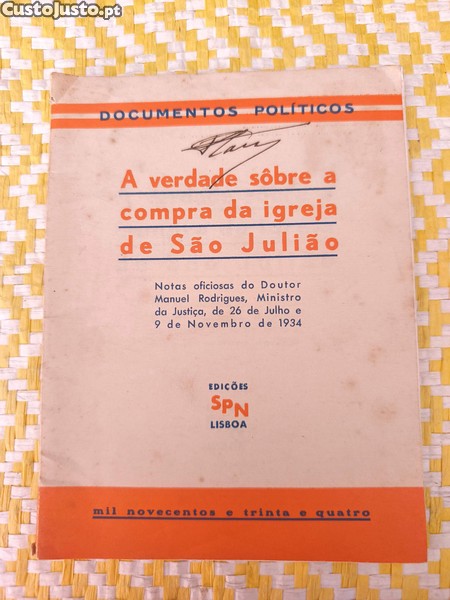 CustoJusto.pt
DOCUMENTOS POLÍTICOS
A verdade sôbre a
compra da igreja
de São Julião
Notas oficiosas do Doutor
Manuel Rodrigues, Ministro
da Justiça, de 26 de Julho e
9 de Novembro de 1934
EDIÇÕES
SPN
LISBOA
mil novecentos e trinta e quatro